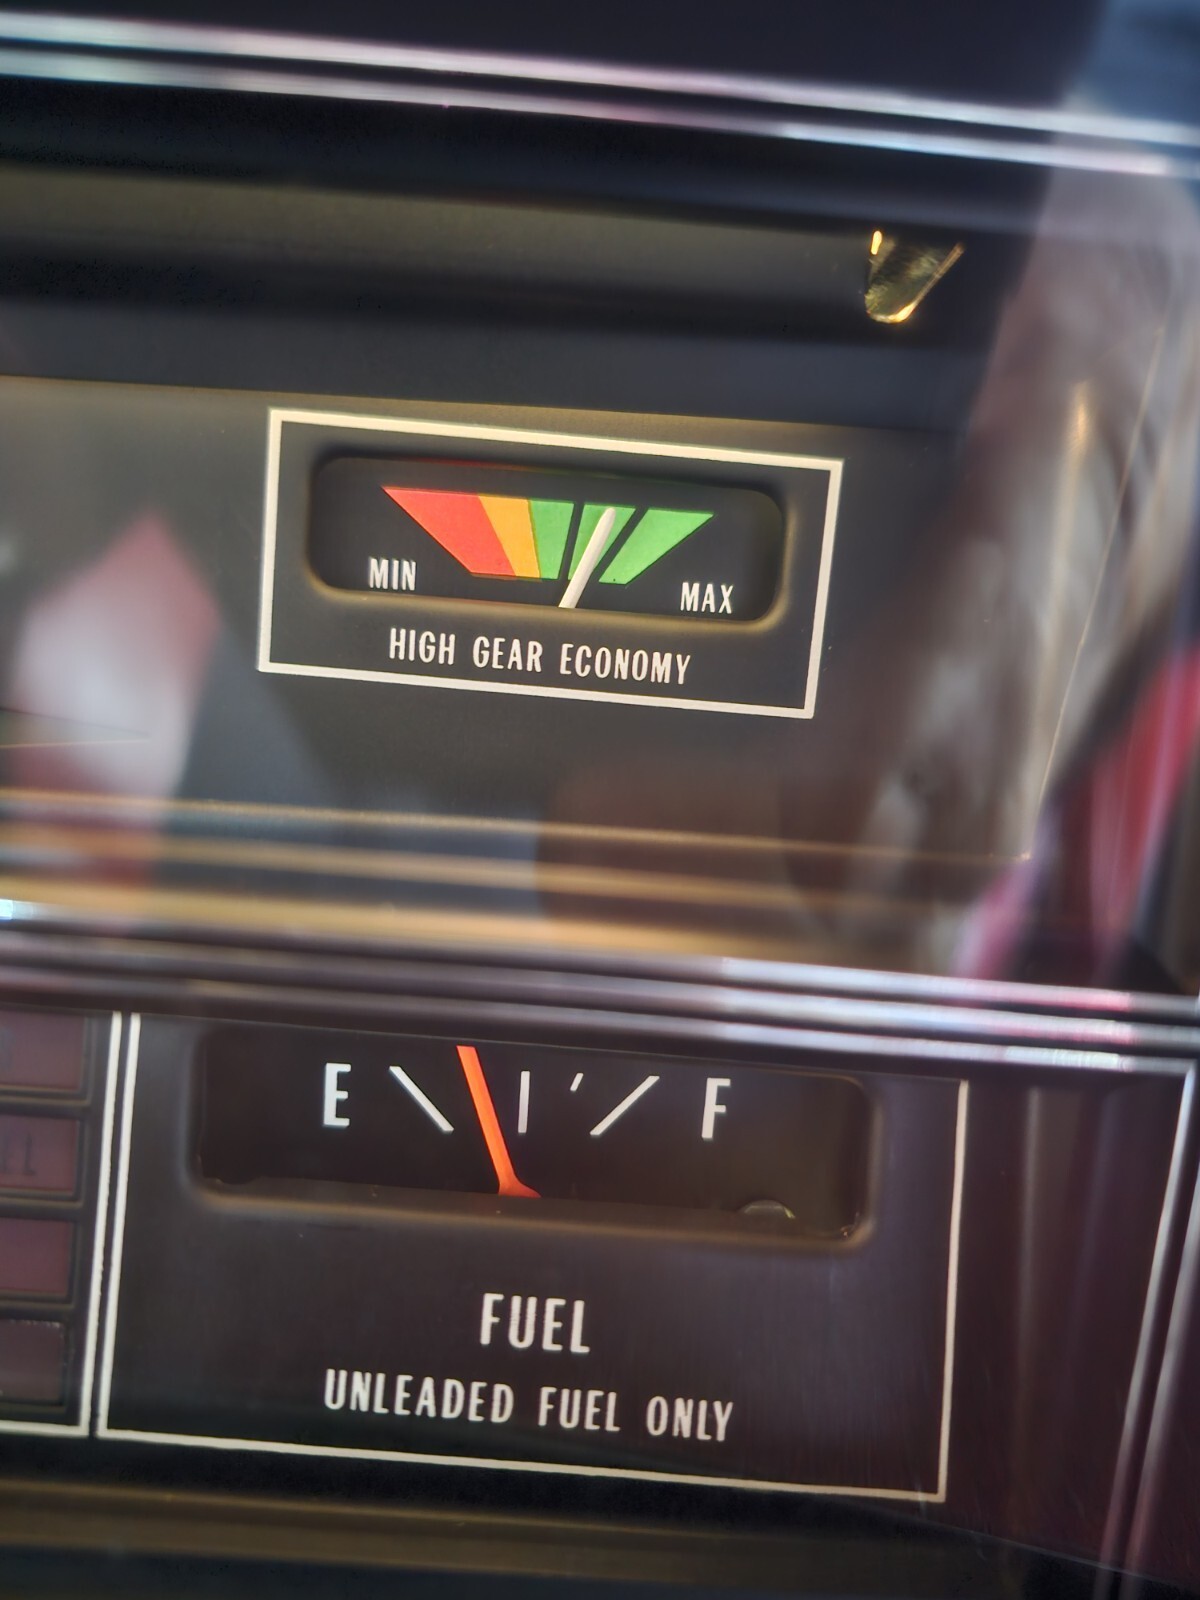 MIN
MAX
HIGH GEAR ECONOMY
E F
FUEL
UNLEADED FUEL ONLY